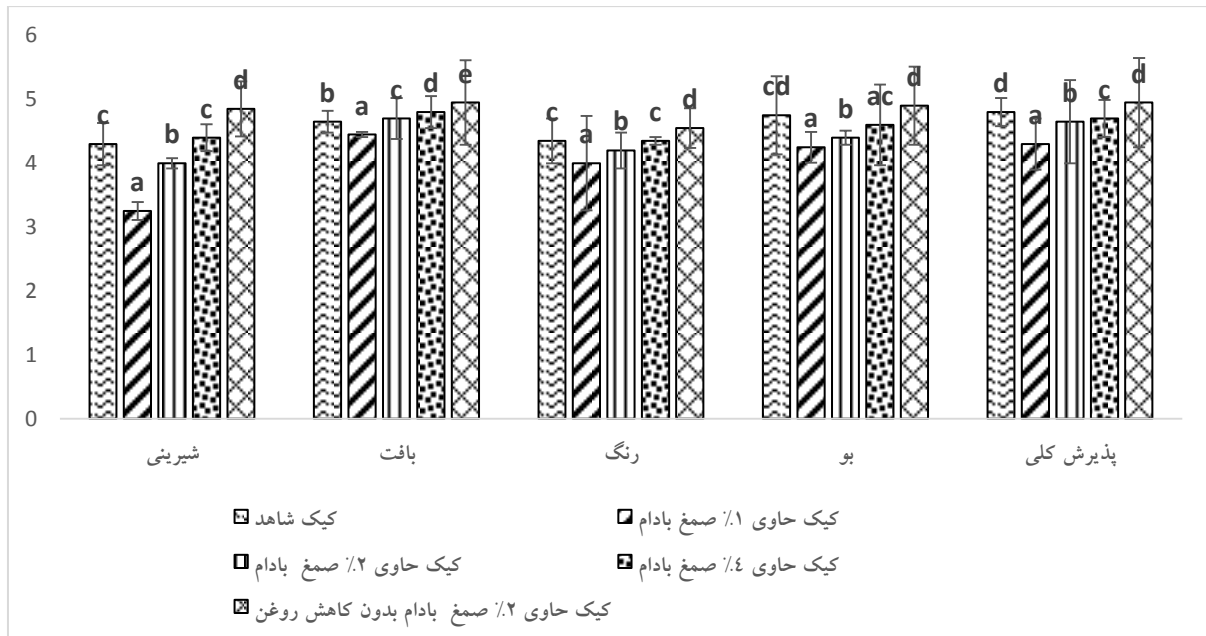 6
5
4
3
2
1
0
c a b c d
b a c d e
c a b c d
cd a b ac d
d a b c d
شیرینی
بافت
رنگ
بو
پذیرش کلی
کیک شاهد
کیک حاوی ۱٪ صمغ بادام
کیک حاوی ۲٪ صمغ بادام
کیک حاوی ٤٪ صمغ بادام
کیک حاوی ۲٪ صمغ بادام بدون کاهش روغن